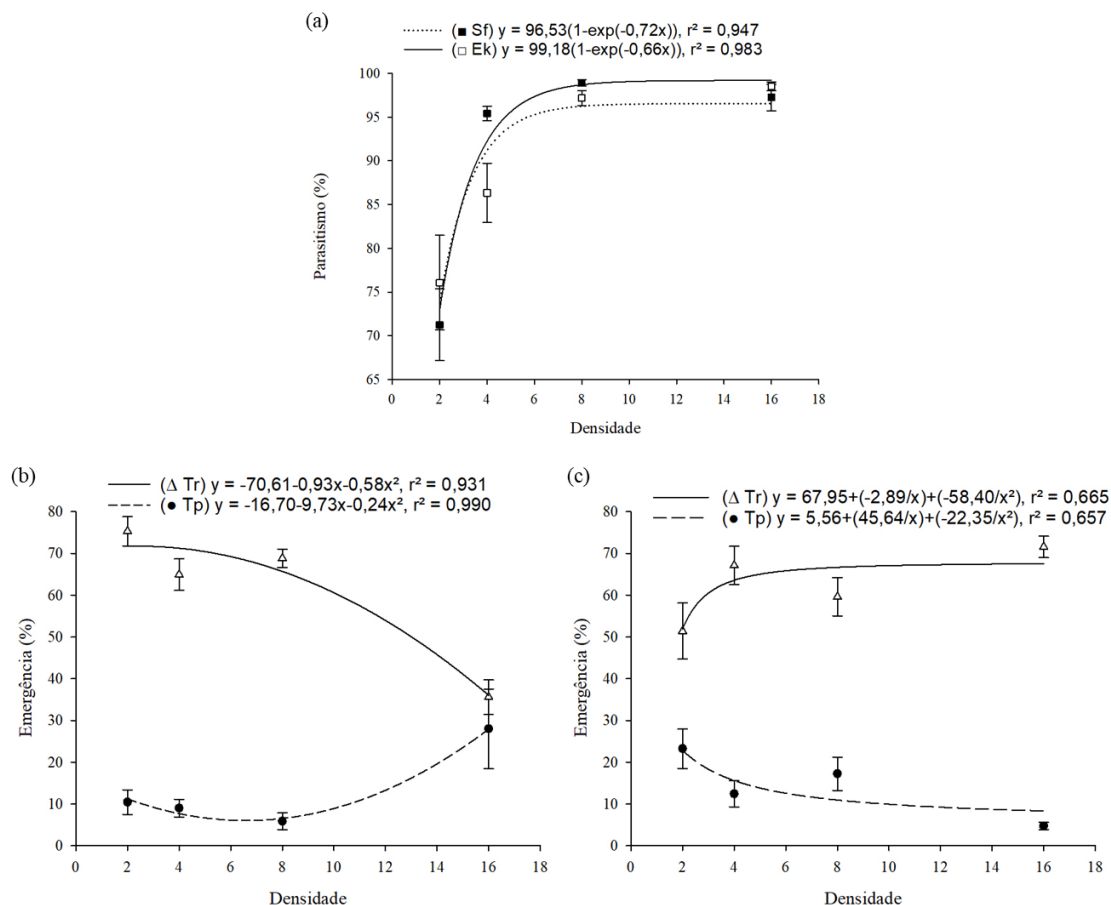 (a)
(■ Sf) y = 96,53(1-exp(-0,72x)), r² = 0,947
(□ Ek) y = 99,18(1-exp(-0,66x)), r² = 0,983
100
95
90
85
80
75
70
65
Parasitismo (%)
0 2 4 6 8 10 12 14 16 18
Densidade
(b)
(Δ Tr) y = -70,61-0,93x-0,58x², r² = 0,931
(● Tp) y = -16,70-9,73x-0,24x², r² = 0,990
80
70
60
50
40
30
20
10
0
Emergência (%)
0 2 4 6 8 10 12 14 16 18
Densidade
(c)
(Δ Tr) y = 67,95+(-2,89/x)+(-58,40/x²), r² = 0,665
(● Tp) y = 5,56+(45,64/x)+(-22,35/x²), r² = 0,657
80
70
60
50
40
30
20
10
0
Emergência (%)
0 2 4 6 8 10 12 14 16 18
Densidade